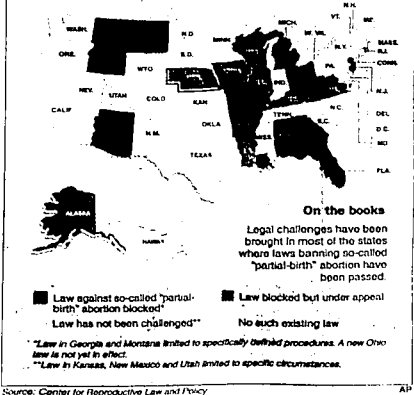 N.H.
VT.
ME.
MICH.
WASH.
N.D.
MINN.
MASS.
W. VA.
N.Y.
R.I.
ORE.
S.D.
CONN.
PA.
WYO
IND.
N.J.
NEV.
UTAH
COLO
KAN
N.C.
DEL
CALIF
D.C.
OKLA
TENN.
S.C.
MD
N.M.
MISS.
TEXAS
FLA.
On the books
ALASKA
HAWAII
Legal challenges have been
brought in most of the states
where laws banning so-called
"partial-birth" abortion have
been passed.
Law against so-called "partial-
birth" abortion blocked*
Law blocked but under appeal
Law has not been challenged**
No such existing law
*Law in Georgia and Montana limited to specifically defined procedures. A new Ohio
law is not yet in effect.
**Law in Kansas, New Mexico and Utah limited to specific circumstances.
Source: Center for Reproductive Law and Policy
AP